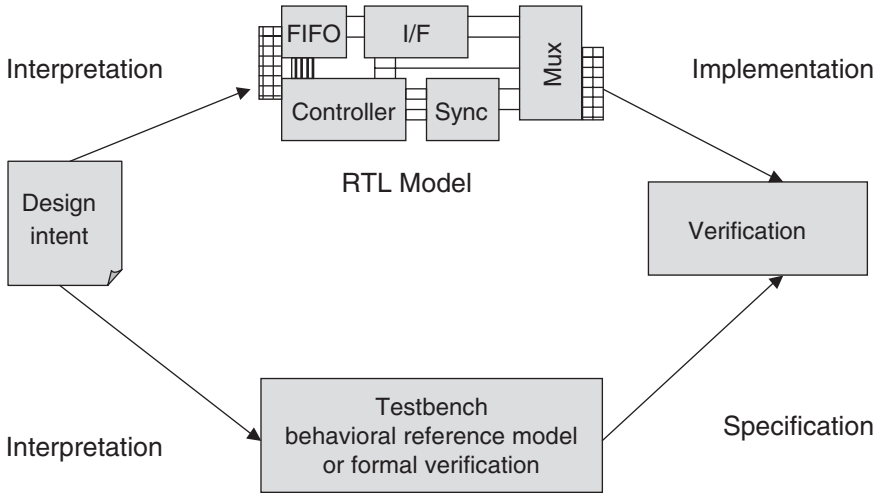 FIFO
I/F
Mux
Interpretation
Implementation
Controller
Sync
RTL Model
Design
intent
Verification
Testbench
behavioral reference model
or formal verification
Specification
Interpretation